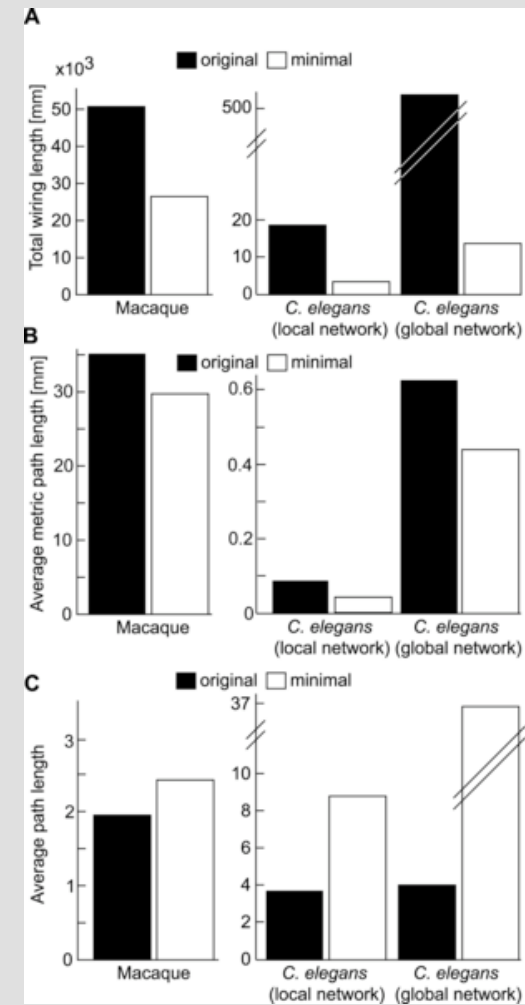 A
original minimal
x10³
Total wiring length [mm]
50
40
30
20
10
0
500
20
10
0
Macaque
C. elegans
(local network)
C. elegans
(global network)
B
original minimal
Average metric path length [mm]
30
20
10
0
0.6
0.4
0.2
0
Macaque
C. elegans
(local network)
C. elegans
(global network)
C
original minimal
Average path length
3
2
1
0
37
10
8
6
4
2
0
Macaque
C. elegans
(local network)
C. elegans
(global network)